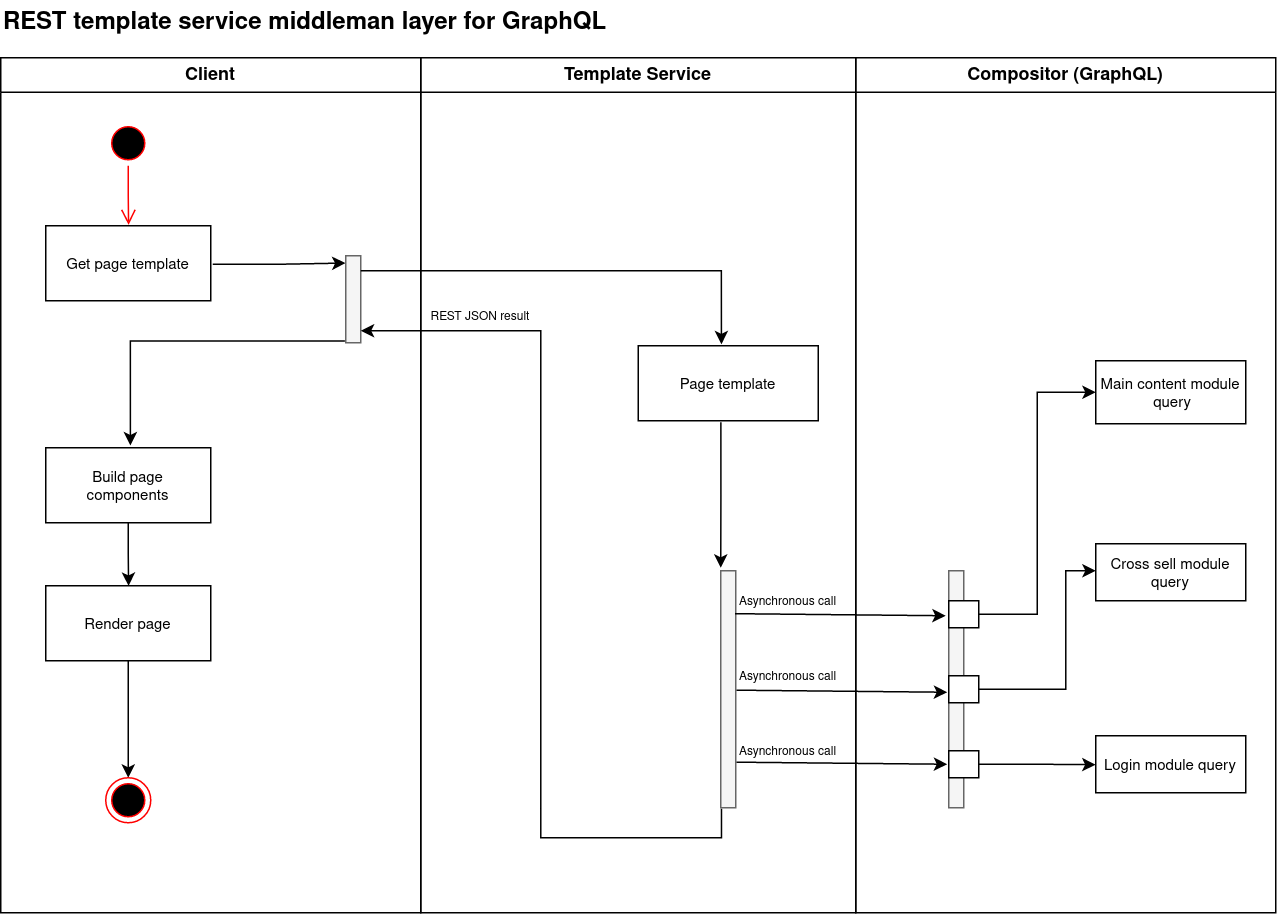 REST template service middleman layer for GraphQL
Client
Template Service
Compositor (GraphQL)
Get page template
REST JSON result
Page template
Main content module
query
Build page
components
Cross sell module
query
Asynchronous call
Render page
Asynchronous call
Asynchronous call
Login module query